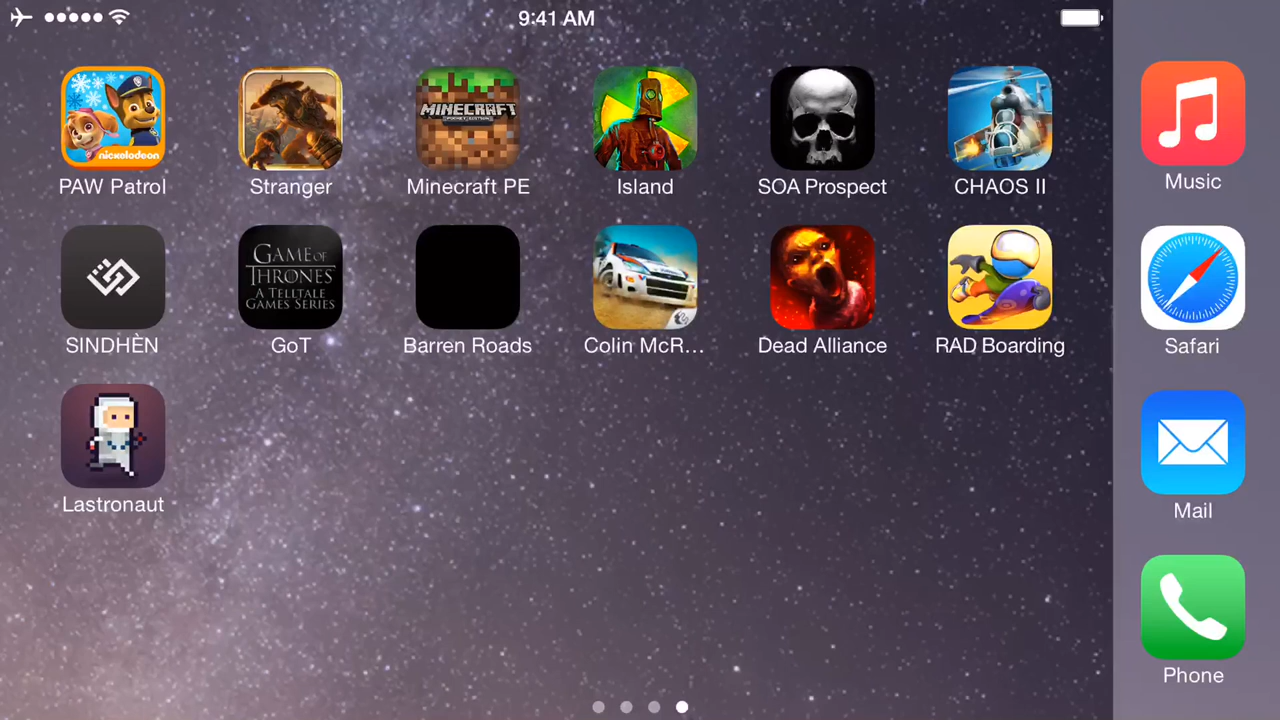 9:41 AM
nickelodeon
MINECRAFT
PAW Patrol
Stranger
Minecraft PE
Island
SOA Prospect
CHAOS II
Music
GAME OF
THRONES
A TELLTALE
GAMES SERIES
SINDHÈN
GoT
Barren Roads
Colin McR...
Dead Alliance
RAD Boarding
Safari
Lastronaut
Mail
Phone